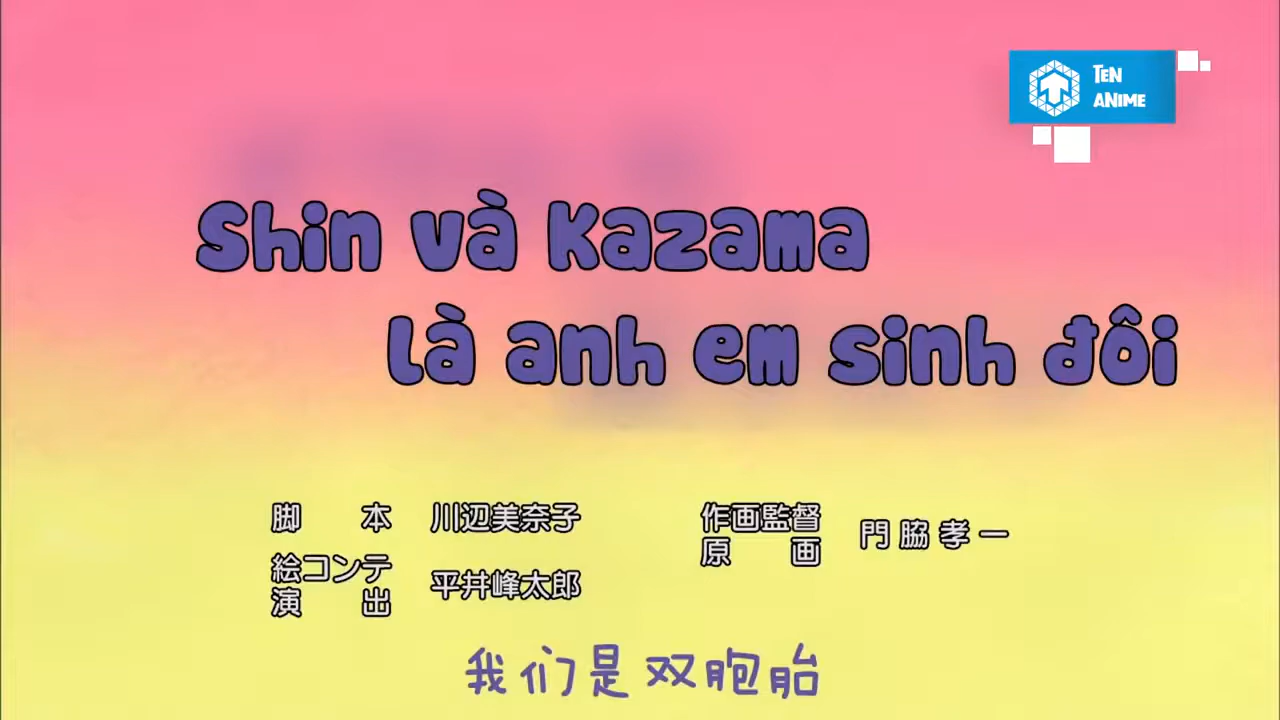 TEN
ANIME
Shin và Kazama
là anh em sinh đôi
脚 本 川辺美奈子
絵コンテ
演 出 平井峰太郎
作画監督
原 画 門脇孝一
我们是双胞胎